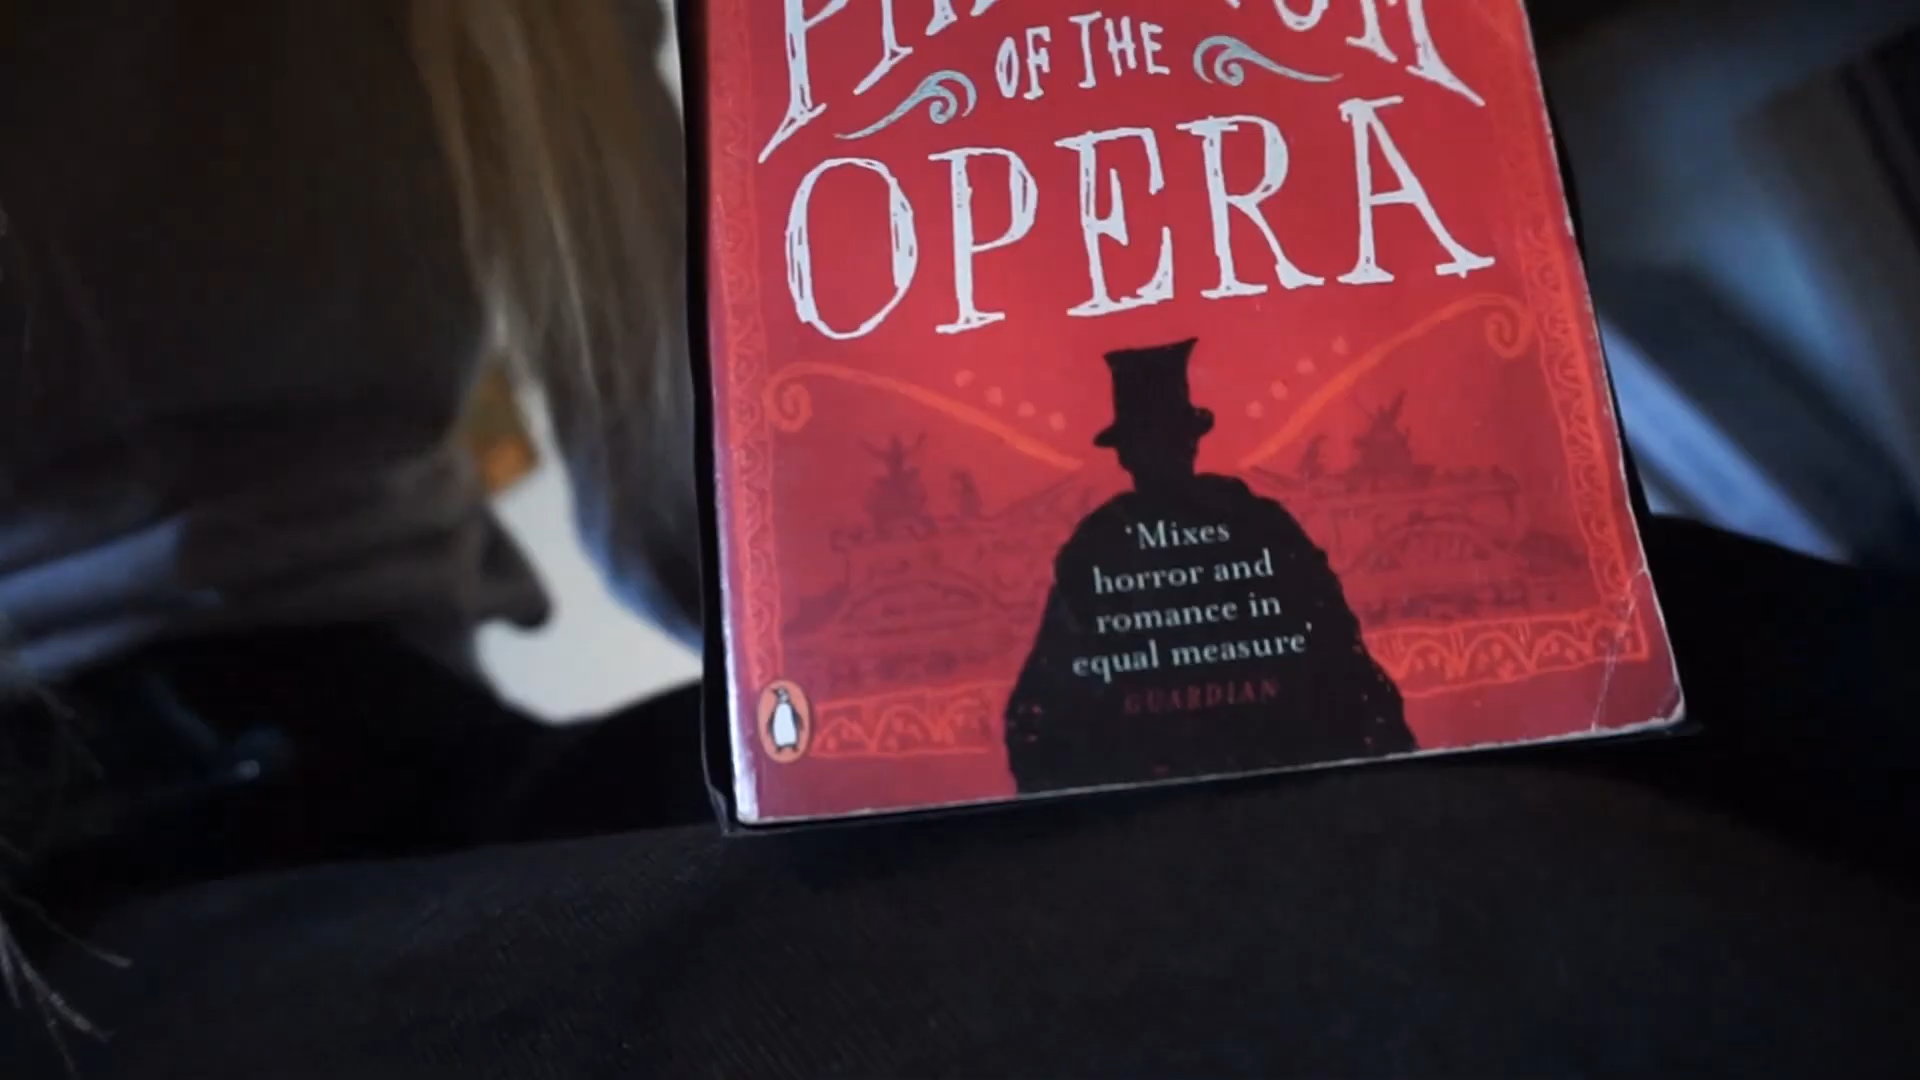 OF THE
OPERA
'Mixes
horror and
romance in
equal measure'
GUARDIAN